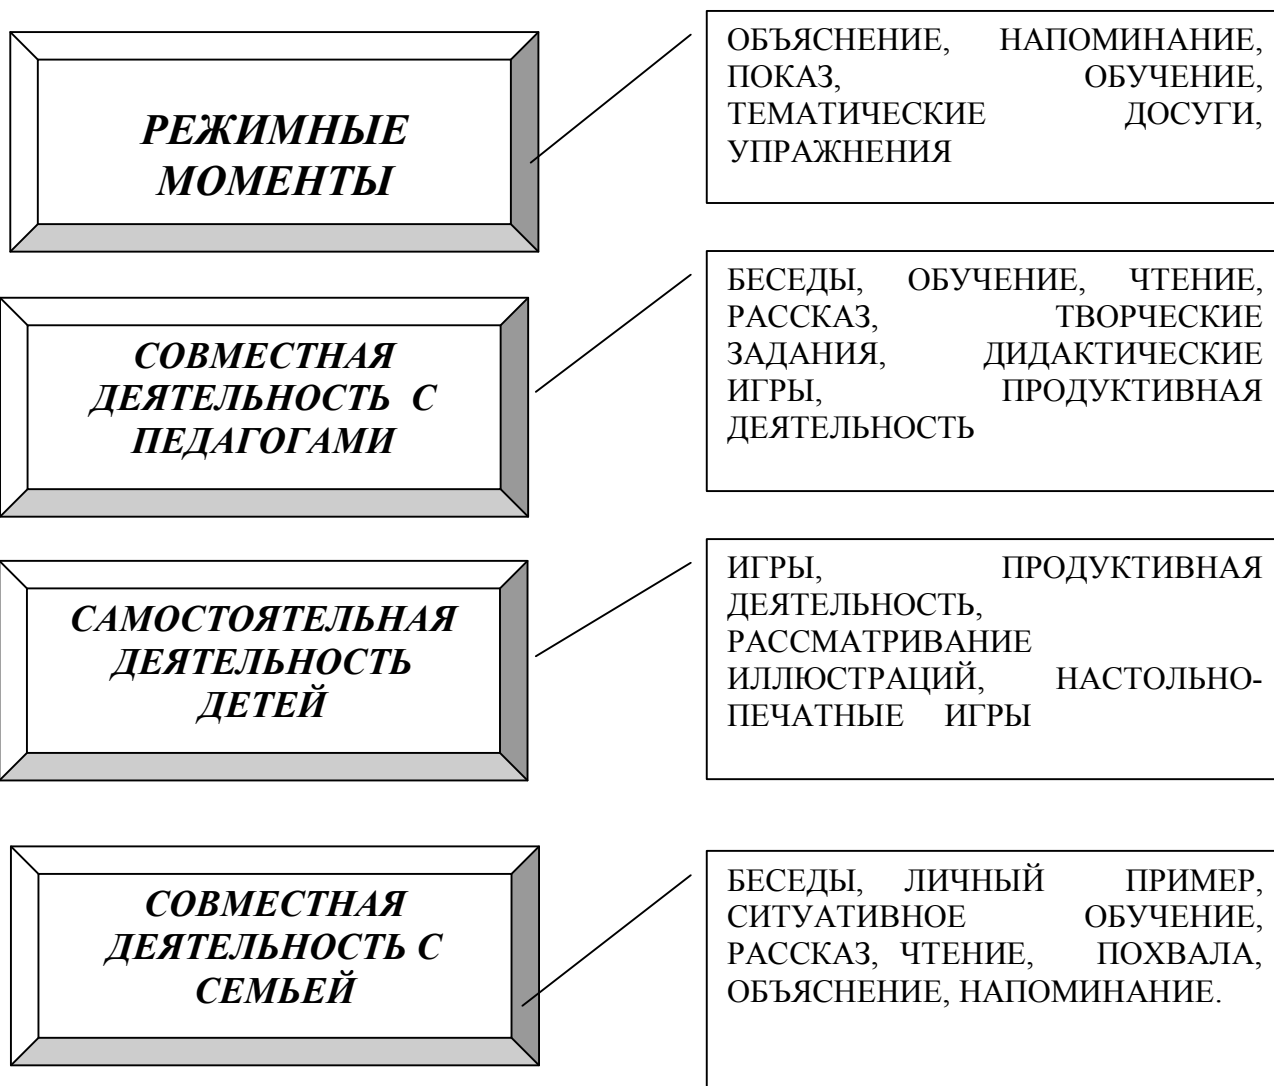 РЕЖИМНЫЕ
МОМЕНТЫ
ОБЪЯСНЕНИЕ, НАПОМИНАНИЕ,
ПОКАЗ, ОБУЧЕНИЕ,
ТЕМАТИЧЕСКИЕ ДОСУГИ,
УПРАЖНЕНИЯ
СОВМЕСТНАЯ
ДЕЯТЕЛЬНОСТЬ С
ПЕДАГОГАМИ
БЕСЕДЫ, ОБУЧЕНИЕ, ЧТЕНИЕ,
РАССКАЗ, ТВОРЧЕСКИЕ
ЗАДАНИЯ, ДИДАКТИЧЕСКИЕ
ИГРЫ, ПРОДУКТИВНАЯ
ДЕЯТЕЛЬНОСТЬ
САМОСТОЯТЕЛЬНАЯ
ДЕЯТЕЛЬНОСТЬ
ДЕТЕЙ
ИГРЫ, ПРОДУКТИВНАЯ
ДЕЯТЕЛЬНОСТЬ,
РАССМАТРИВАНИЕ
ИЛЛЮСТРАЦИЙ, НАСТОЛЬНО-
ПЕЧАТНЫЕ ИГРЫ
СОВМЕСТНАЯ
ДЕЯТЕЛЬНОСТЬ С
СЕМЬЕЙ
БЕСЕДЫ, ЛИЧНЫЙ ПРИМЕР,
СИТУАТИВНОЕ ОБУЧЕНИЕ,
РАССКАЗ, ЧТЕНИЕ, ПОХВАЛА,
ОБЪЯСНЕНИЕ, НАПОМИНАНИЕ.